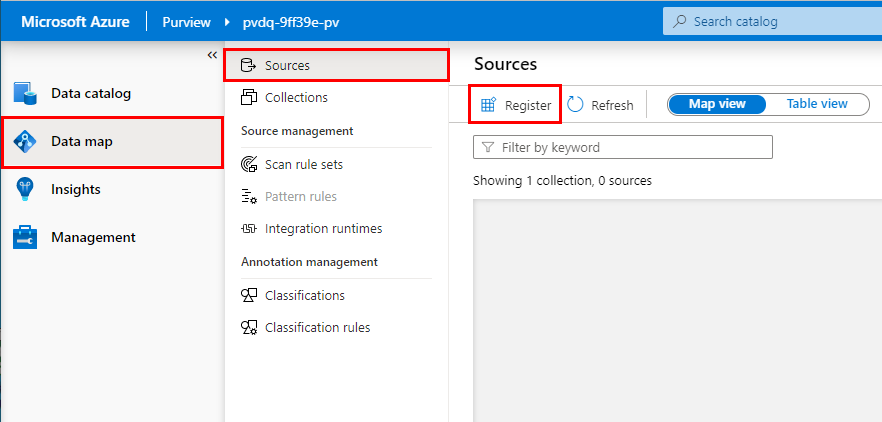 Microsoft Azure
Purview
pvdq-9ff39e-pv
Search catalog
Data catalog
Data map
Insights
Management
Sources
Collections
Source management
Scan rule sets
Pattern rules
Integration runtimes
Annotation management
Classifications
Classification rules
Sources
Register
Refresh
Map view
Table view
Filter by keyword
Showing 1 collection, 0 sources